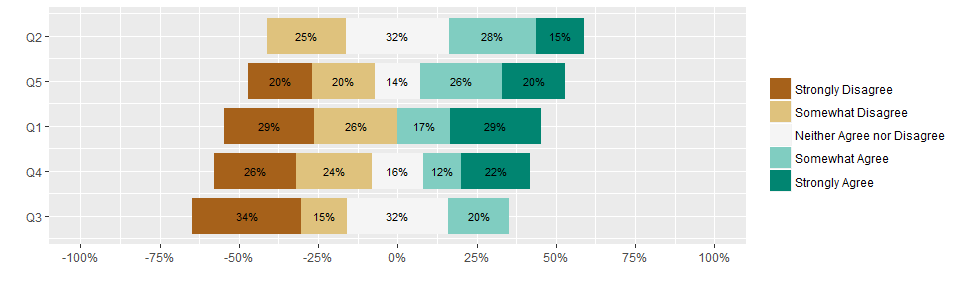 Q2 25% 32% 28% 15%
Q5 20% 20% 14% 26% 20%
Q1 29% 26% 17% 29%
Q4 26% 24% 16% 12% 22%
Q3 34% 15% 32% 20%
-100% -75% -50% -25% 0% 25% 50% 75% 100%
Strongly Disagree
Somewhat Disagree
Neither Agree nor Disagree
Somewhat Agree
Strongly Agree